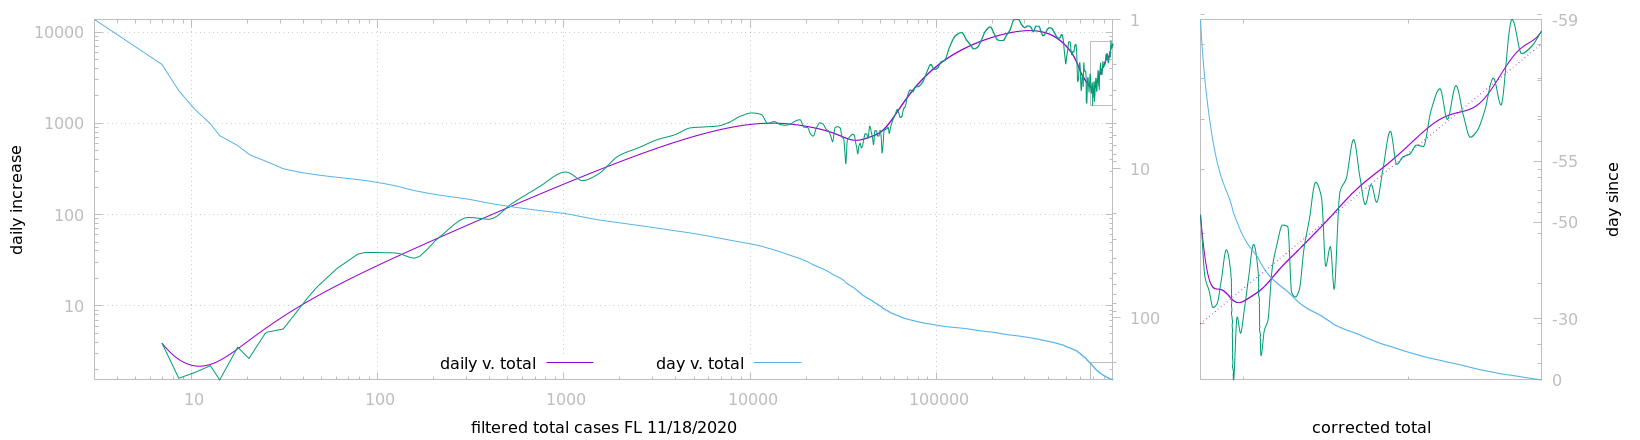 10000
1000
100
10
daily increase
10
100
1000
10000
100000
1
10
100
daily v. total
day v. total
filtered total cases FL 11/18/2020
-59
-55
-50
-30
0
day since
corrected total